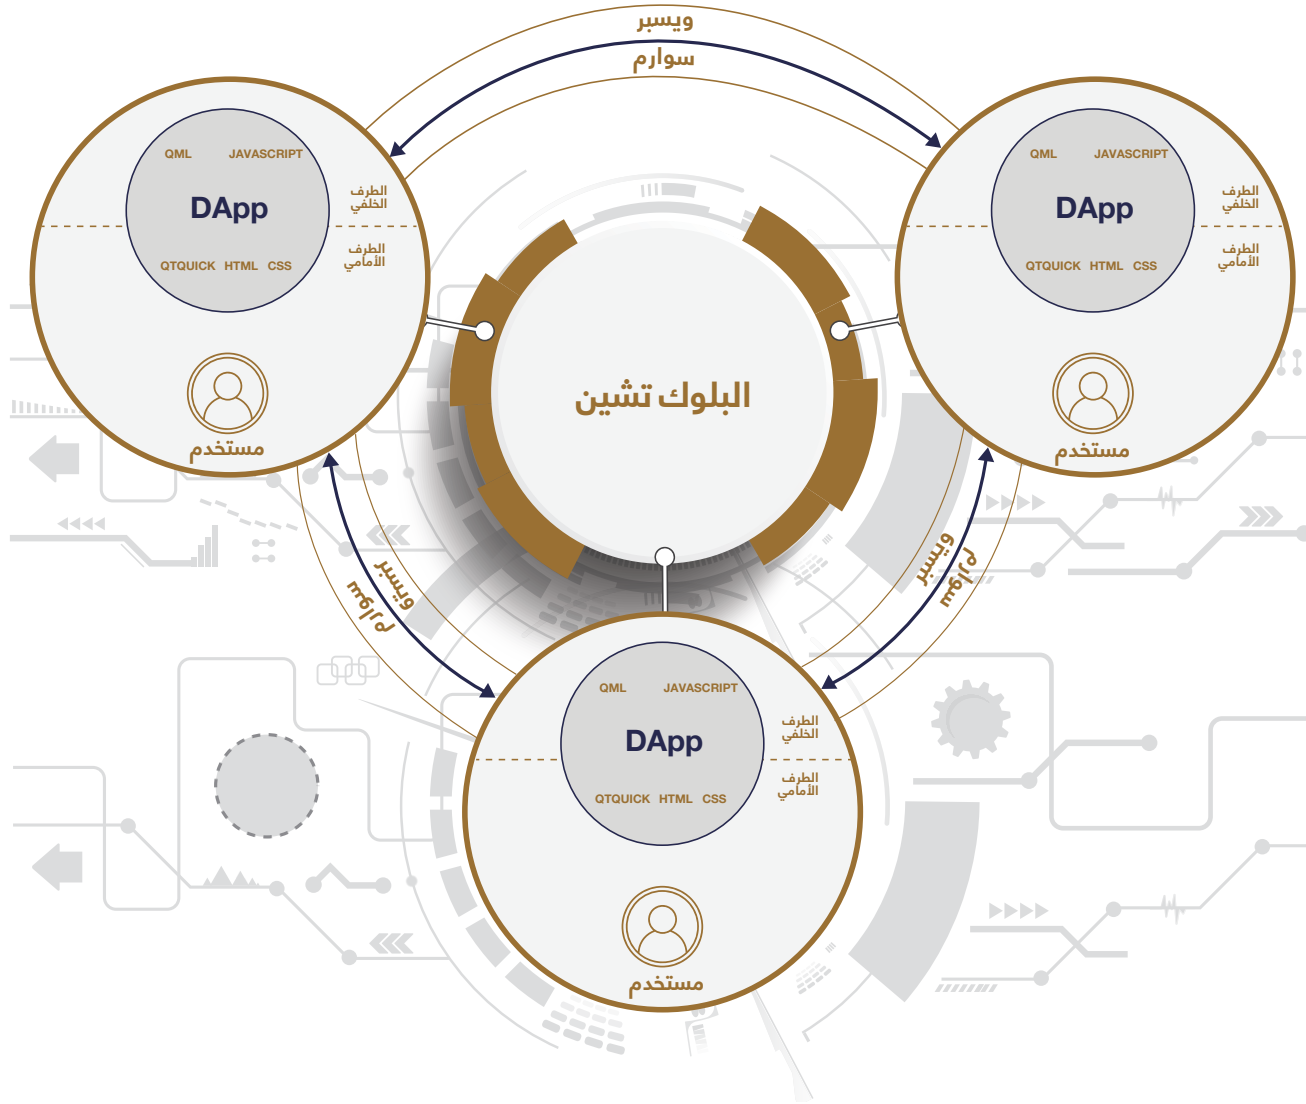 ويسبر
سوارم
QML JAVASCRIPT
DApp
الطرف
الخلفي
الطرف
الأمامي
QTQUICK HTML CSS
مستخدم
QML JAVASCRIPT
DApp
الطرف
الخلفي
الطرف
الأمامي
QTQUICK HTML CSS
مستخدم
البلوك تشين
ويسبر
سوارم
ويسبر
سوارم
QML JAVASCRIPT
DApp
الطرف
الخلفي
الطرف
الأمامي
QTQUICK HTML CSS
مستخدم